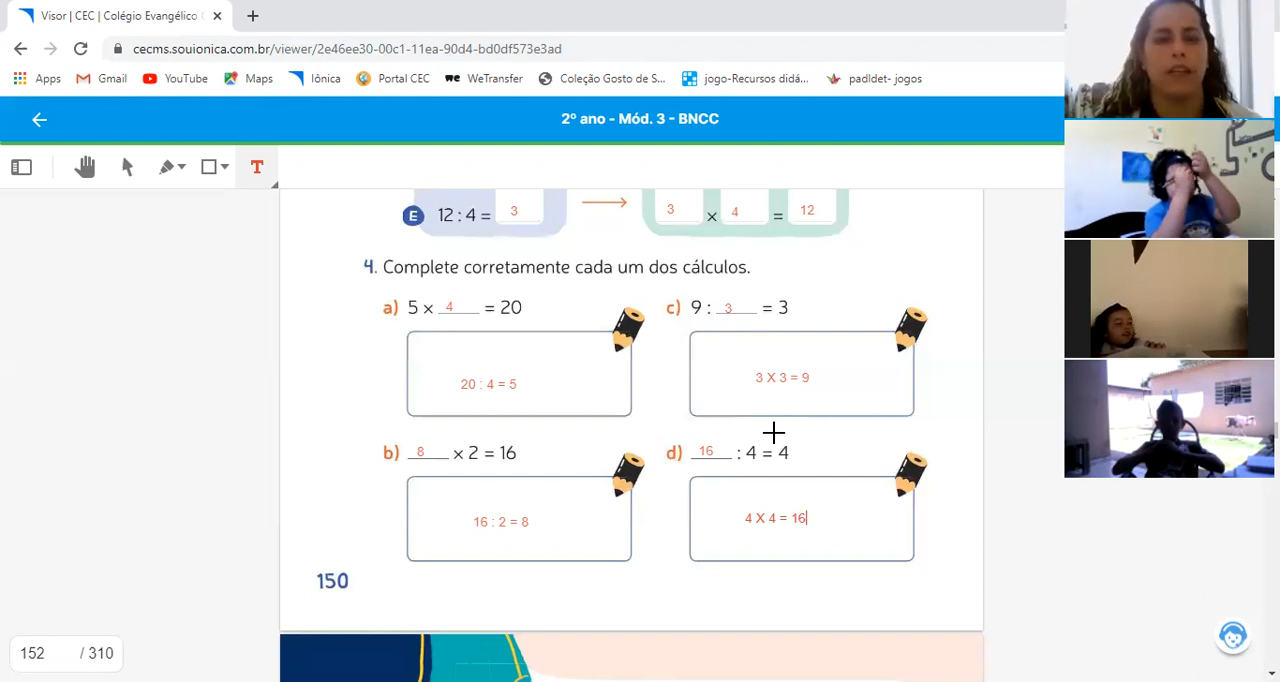 Visor | CEC | Colégio Evangélico
cecms.souionica.com.br/viewer/2e46ee30-00c1-11ea-90d4-bd0df573e3ad
Apps Gmail YouTube Maps Iônica Portal CEC WeTransfer Coleção Gosto de S... jogo-Recursos didá... padldet- jogos
2º ano - Mód. 3 - BNCC
T
E 12 : 4 = 3 3 × 4 = 12
4. Complete corretamente cada um dos cálculos.
a) 5 × 4 = 20
20 : 4 = 5
b) 8 × 2 = 16
16 : 2 = 8
c) 9 : 3 = 3
3 X 3 = 9
d) 16 : 4 = 4
4 X 4 = 16
150
152 / 310